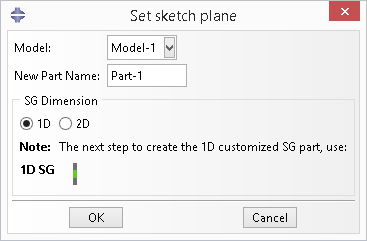 Set sketch plane
Model: Model-1
New Part Name: Part-1
SG Dimension
1D 2D
Note: The next step to create the 1D customized SG part, use:
1D SG
OK Cancel